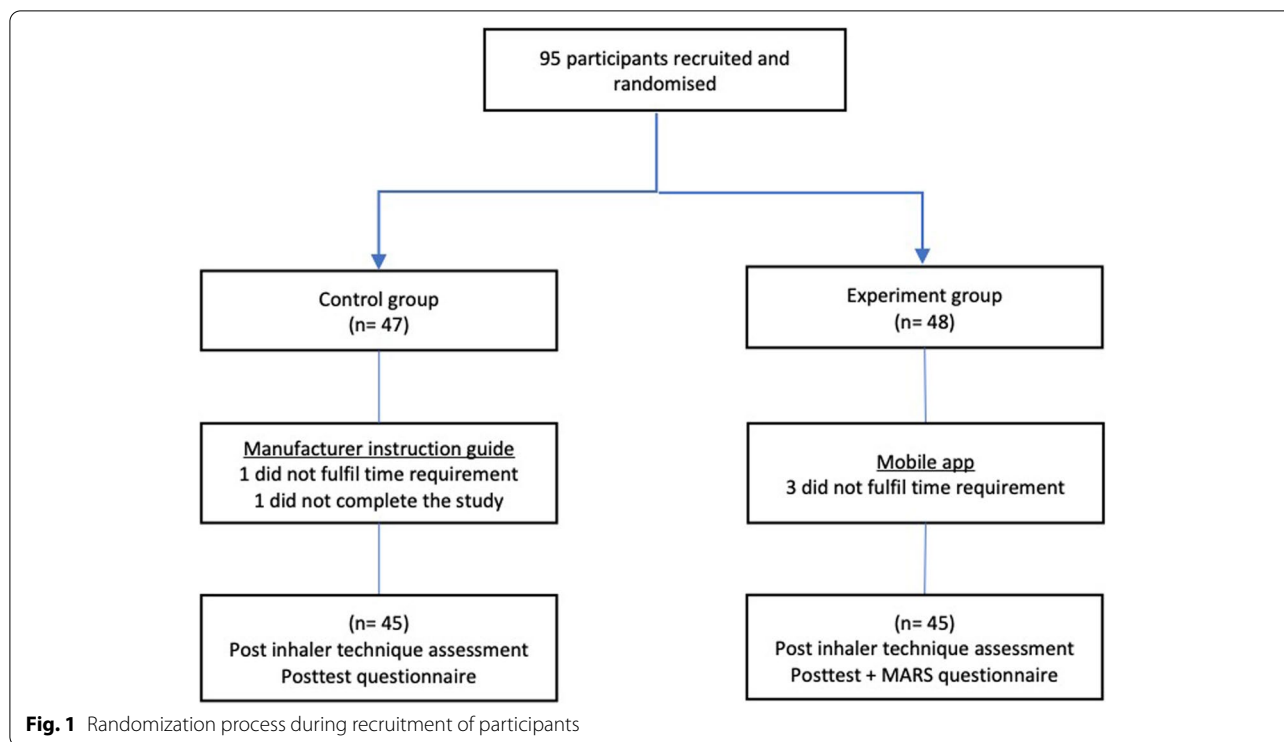 95 participants recruited and
randomised
Control group
(n= 47)
Experiment group
(n= 48)
Manufacturer instruction guide
1 did not fulfil time requirement
1 did not complete the study
Mobile app
3 did not fulfil time requirement
(n= 45)
Post inhaler technique assessment
Posttest questionnaire
(n= 45)
Post inhaler technique assessment
Posttest + MARS questionnaire
Fig. 1 Randomization process during recruitment of participants